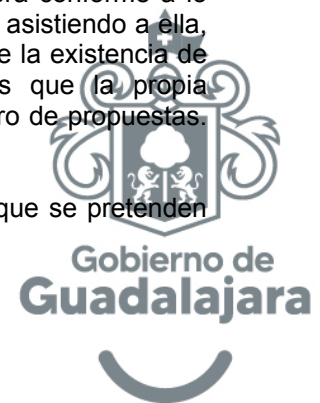 asistiendo a ella,
e la existencia de
s que la propia
ro de propuestas.
que se pretenden
Gobierno de
Guadalajara